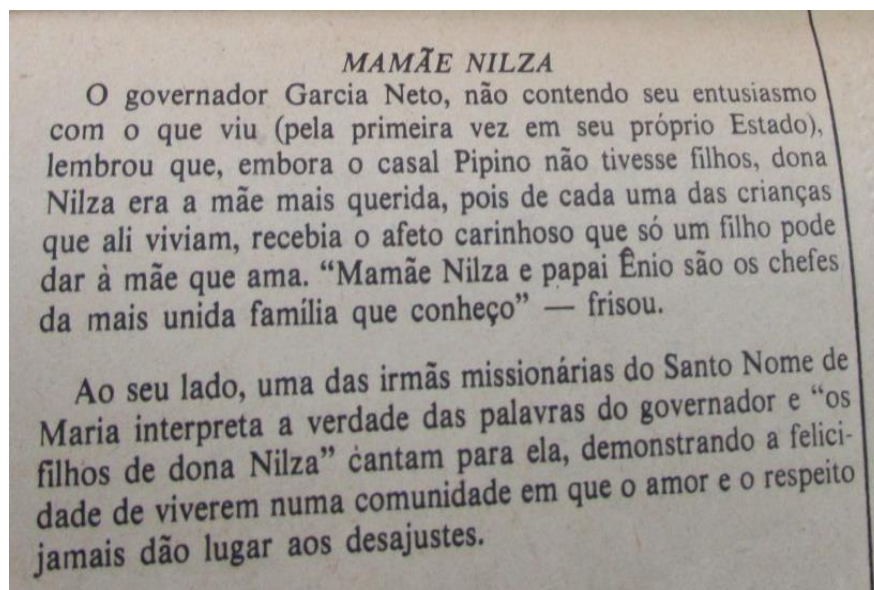 MAMÃE NILZA
O governador Garcia Neto, não contendo seu entusiasmo
com o que viu (pela primeira vez em seu próprio Estado),
lembrou que, embora o casal Pipino não tivesse filhos, dona
Nilza era a mãe mais querida, pois de cada uma das crianças
que ali viviam, recebia o afeto carinhoso que só um filho pode
dar à mãe que ama. “Mamãe Nilza e papai Ênio são os chefes
da mais unida família que conheço” — frisou.
Ao seu lado, uma das irmãs missionárias do Santo Nome de
Maria interpreta a verdade das palavras do governador e “os
filhos de dona Nilza” cantam para ela, demonstrando a felici-
dade de viverem numa comunidade em que o amor e o respeito
jamais dão lugar aos desajustes.